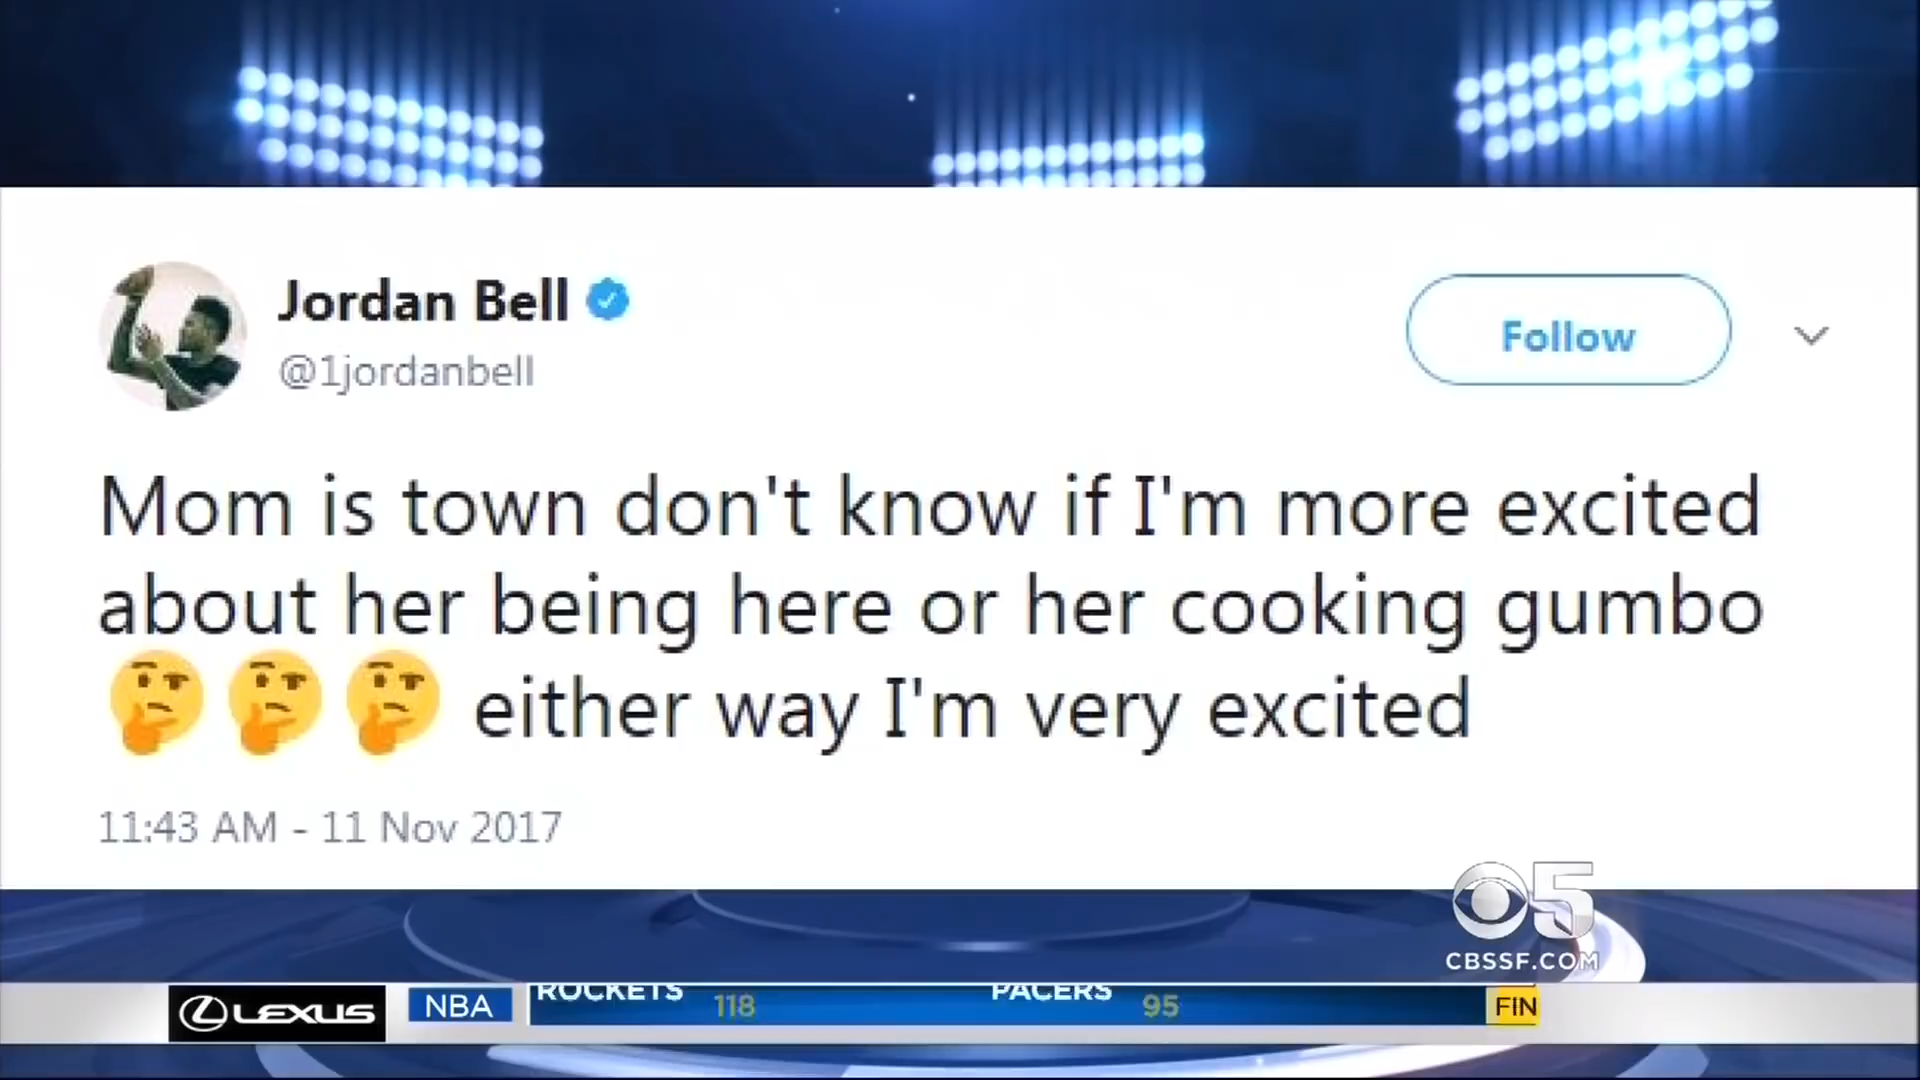 Jordan Bell
@1jordanbell
Follow
Mom is town don't know if I'm more excited
about her being here or her cooking gumbo
🤔🤔🤔 either way I'm very excited
11:43 AM - 11 Nov 2017
5
CBSSF.COM
LEXUS NBA ROCKETS 118 PACERS 95 FIN